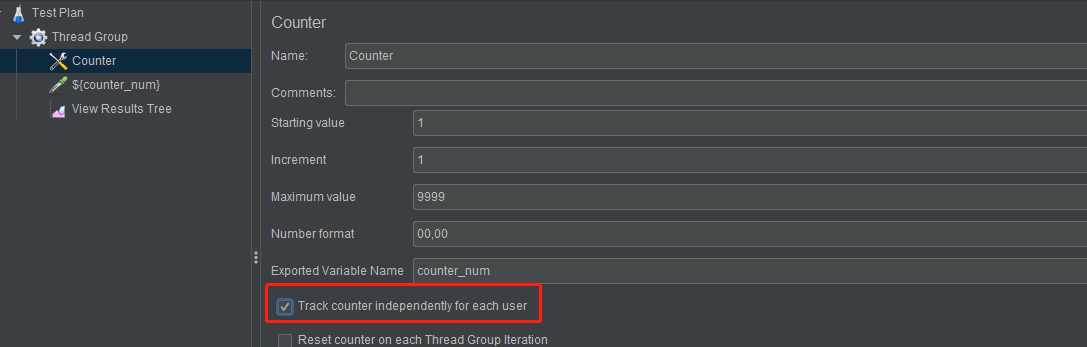 Test Plan
Thread Group
Counter
${counter_num}
View Results Tree
Counter
Name: Counter
Comments:
Starting value 1
Increment 1
Maximum value 9999
Number format 00,00
Exported Variable Name counter_num
Track counter independently for each user
Reset counter on each Thread Group Iteration